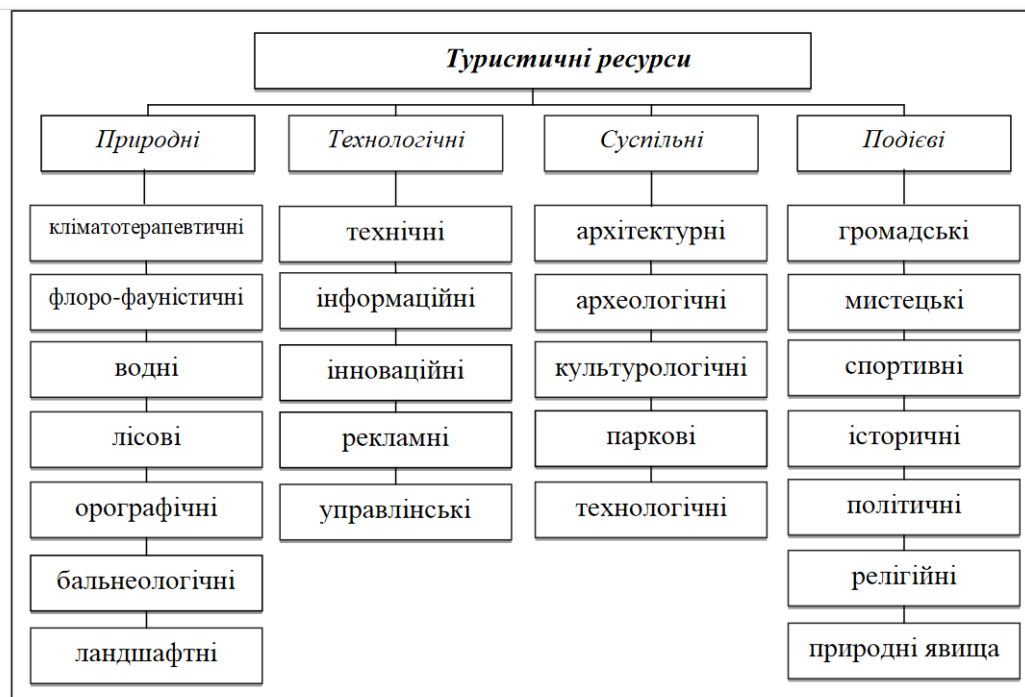 Туристичні ресурси
Природні
Технологічні
Суспільні
Подієві
кліматотерапевтичні
флоро-фауністичні
водні
лісові
орографічні
бальнеологічні
ландшафтні
технічні
інформаційні
інноваційні
рекламні
управлінські
архітектурні
археологічні
культурологічні
паркові
технологічні
громадські
мистецькі
спортивні
історичні
політичні
релігійні
природні явища